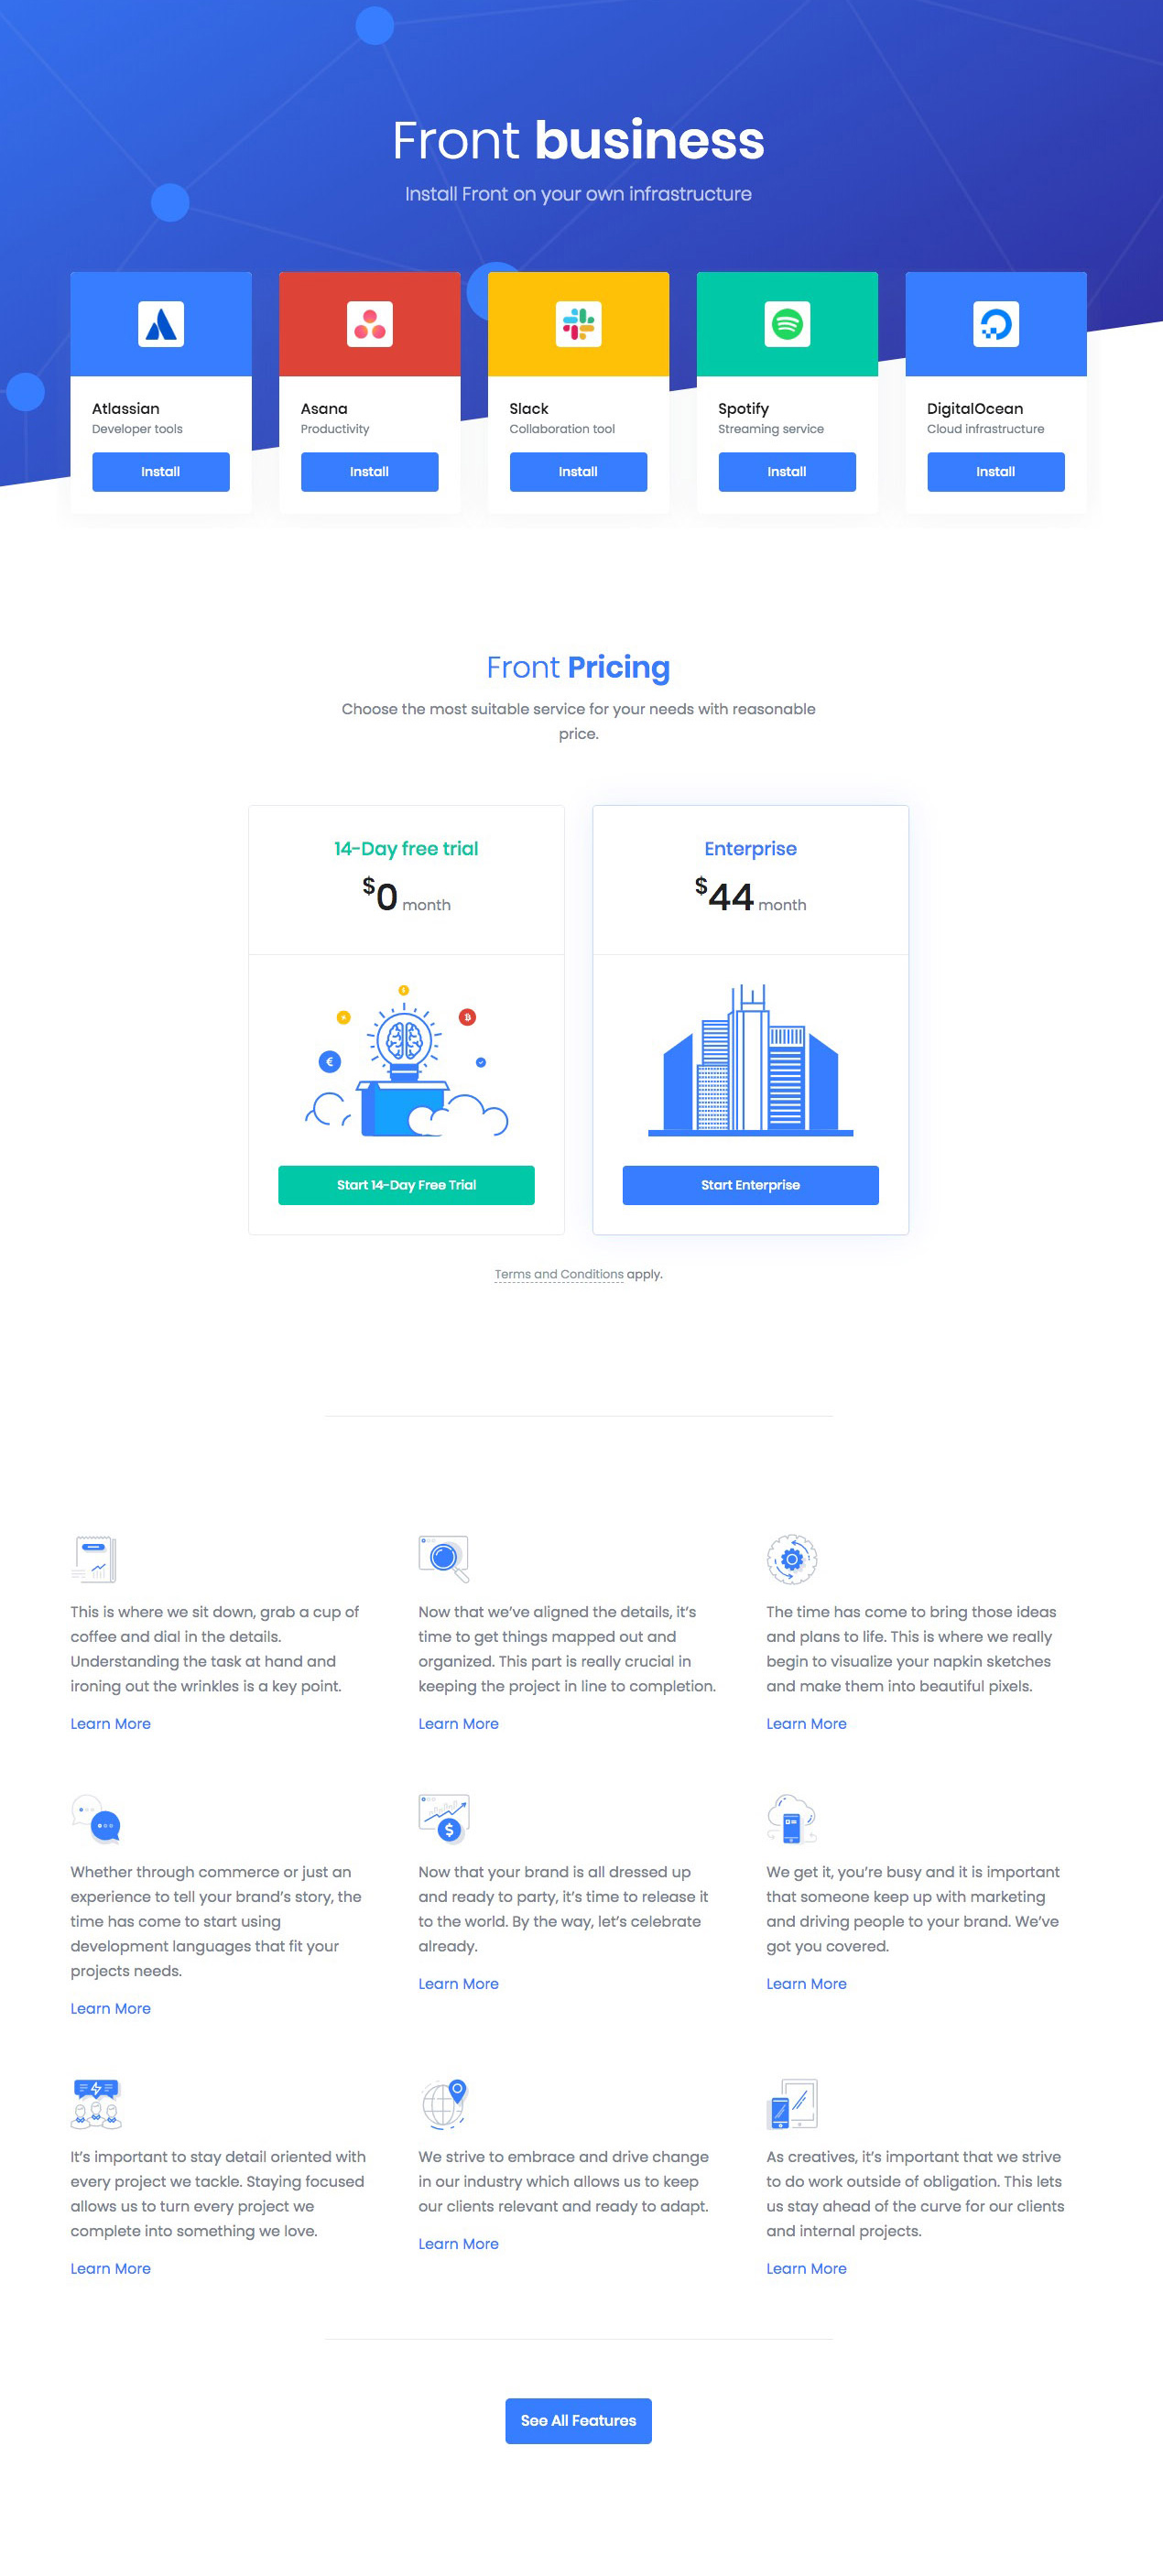 Front business
Install Front on your own infrastructure
Atlassian
Developer tools
Install
Asana
Productivity
Install
Slack
Collaboration tool
Install
Spotify
Streaming service
Install
DigitalOcean
Cloud infrastructure
Install
Front Pricing
Choose the most suitable service for your needs with reasonable
price.
14-Day free trial
$0 month
Start 14-Day Free Trial
Enterprise
$44 month
Start Enterprise
Terms and Conditions apply.
This is where we sit down, grab a cup of
coffee and dial in the details.
Understanding the task at hand and
ironing out the wrinkles is a key point.
Learn More
Now that we’ve aligned the details, it’s
time to get things mapped out and
organized. This part is really crucial in
keeping the project in line to completion.
Learn More
The time has come to bring those ideas
and plans to life. This is where we really
begin to visualize your napkin sketches
and make them into beautiful pixels.
Learn More
Whether through commerce or just an
experience to tell your brand’s story, the
time has come to start using
development languages that fit your
projects needs.
Learn More
Now that your brand is all dressed up
and ready to party, it’s time to release it
to the world. By the way, let’s celebrate
already.
Learn More
We get it, you’re busy and it is important
that someone keep up with marketing
and driving people to your brand. We’ve
got you covered.
Learn More
It’s important to stay detail oriented with
every project we tackle. Staying focused
allows us to turn every project we
complete into something we love.
Learn More
We strive to embrace and drive change
in our industry which allows us to keep
our clients relevant and ready to adapt.
Learn More
As creatives, it’s important that we strive
to do work outside of obligation. This lets
us stay ahead of the curve for our clients
and internal projects.
Learn More
See All Features